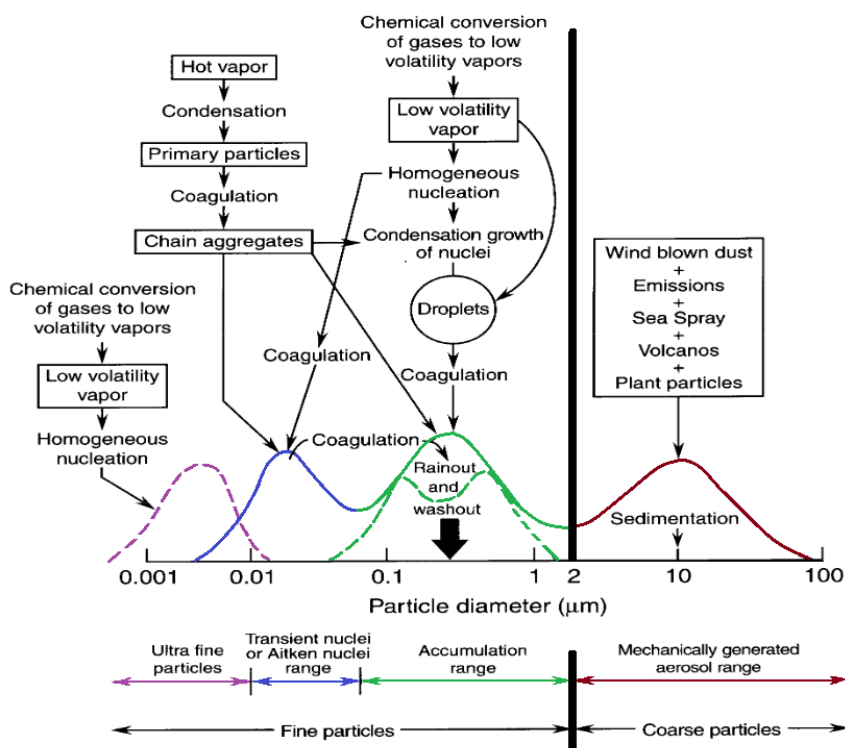 Hot vapor
Condensation
Primary particles
Coagulation
Chain aggregates
Chemical conversion
of gases to low
volatility vapors
Low volatility
vapor
Homogeneous
nucleation
Condensation growth
of nuclei
Droplets
Coagulation
Chemical conversion
of gases to low
volatility vapors
Low volatility
vapor
Homogeneous
nucleation
Coagulation
Coagulation
Rainout
and
washout
Wind blown dust
+
Emissions
+
Sea Spray
+
Volcanos
+
Plant particles
Sedimentation
0.001 0.01 0.1 1 2 10 100
Particle diameter (μm)
Ultra fine
particles
Transient nuclei
or Aitken nuclei
range
Accumulation
range
Mechanically generated
aerosol range
Fine particles
Coarse particles